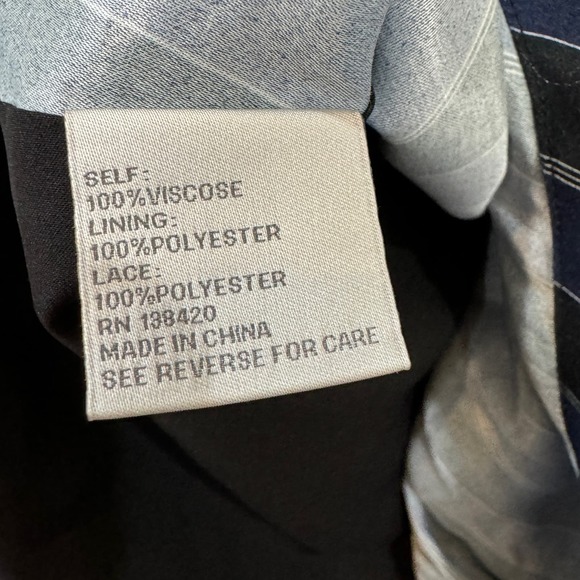 SELF:
100%VISCOSE
LINING:
100%POLYESTER
LACE:
100%POLYESTER
RN 138420
MADE IN CHINA
SEE REVERSE FOR CARE